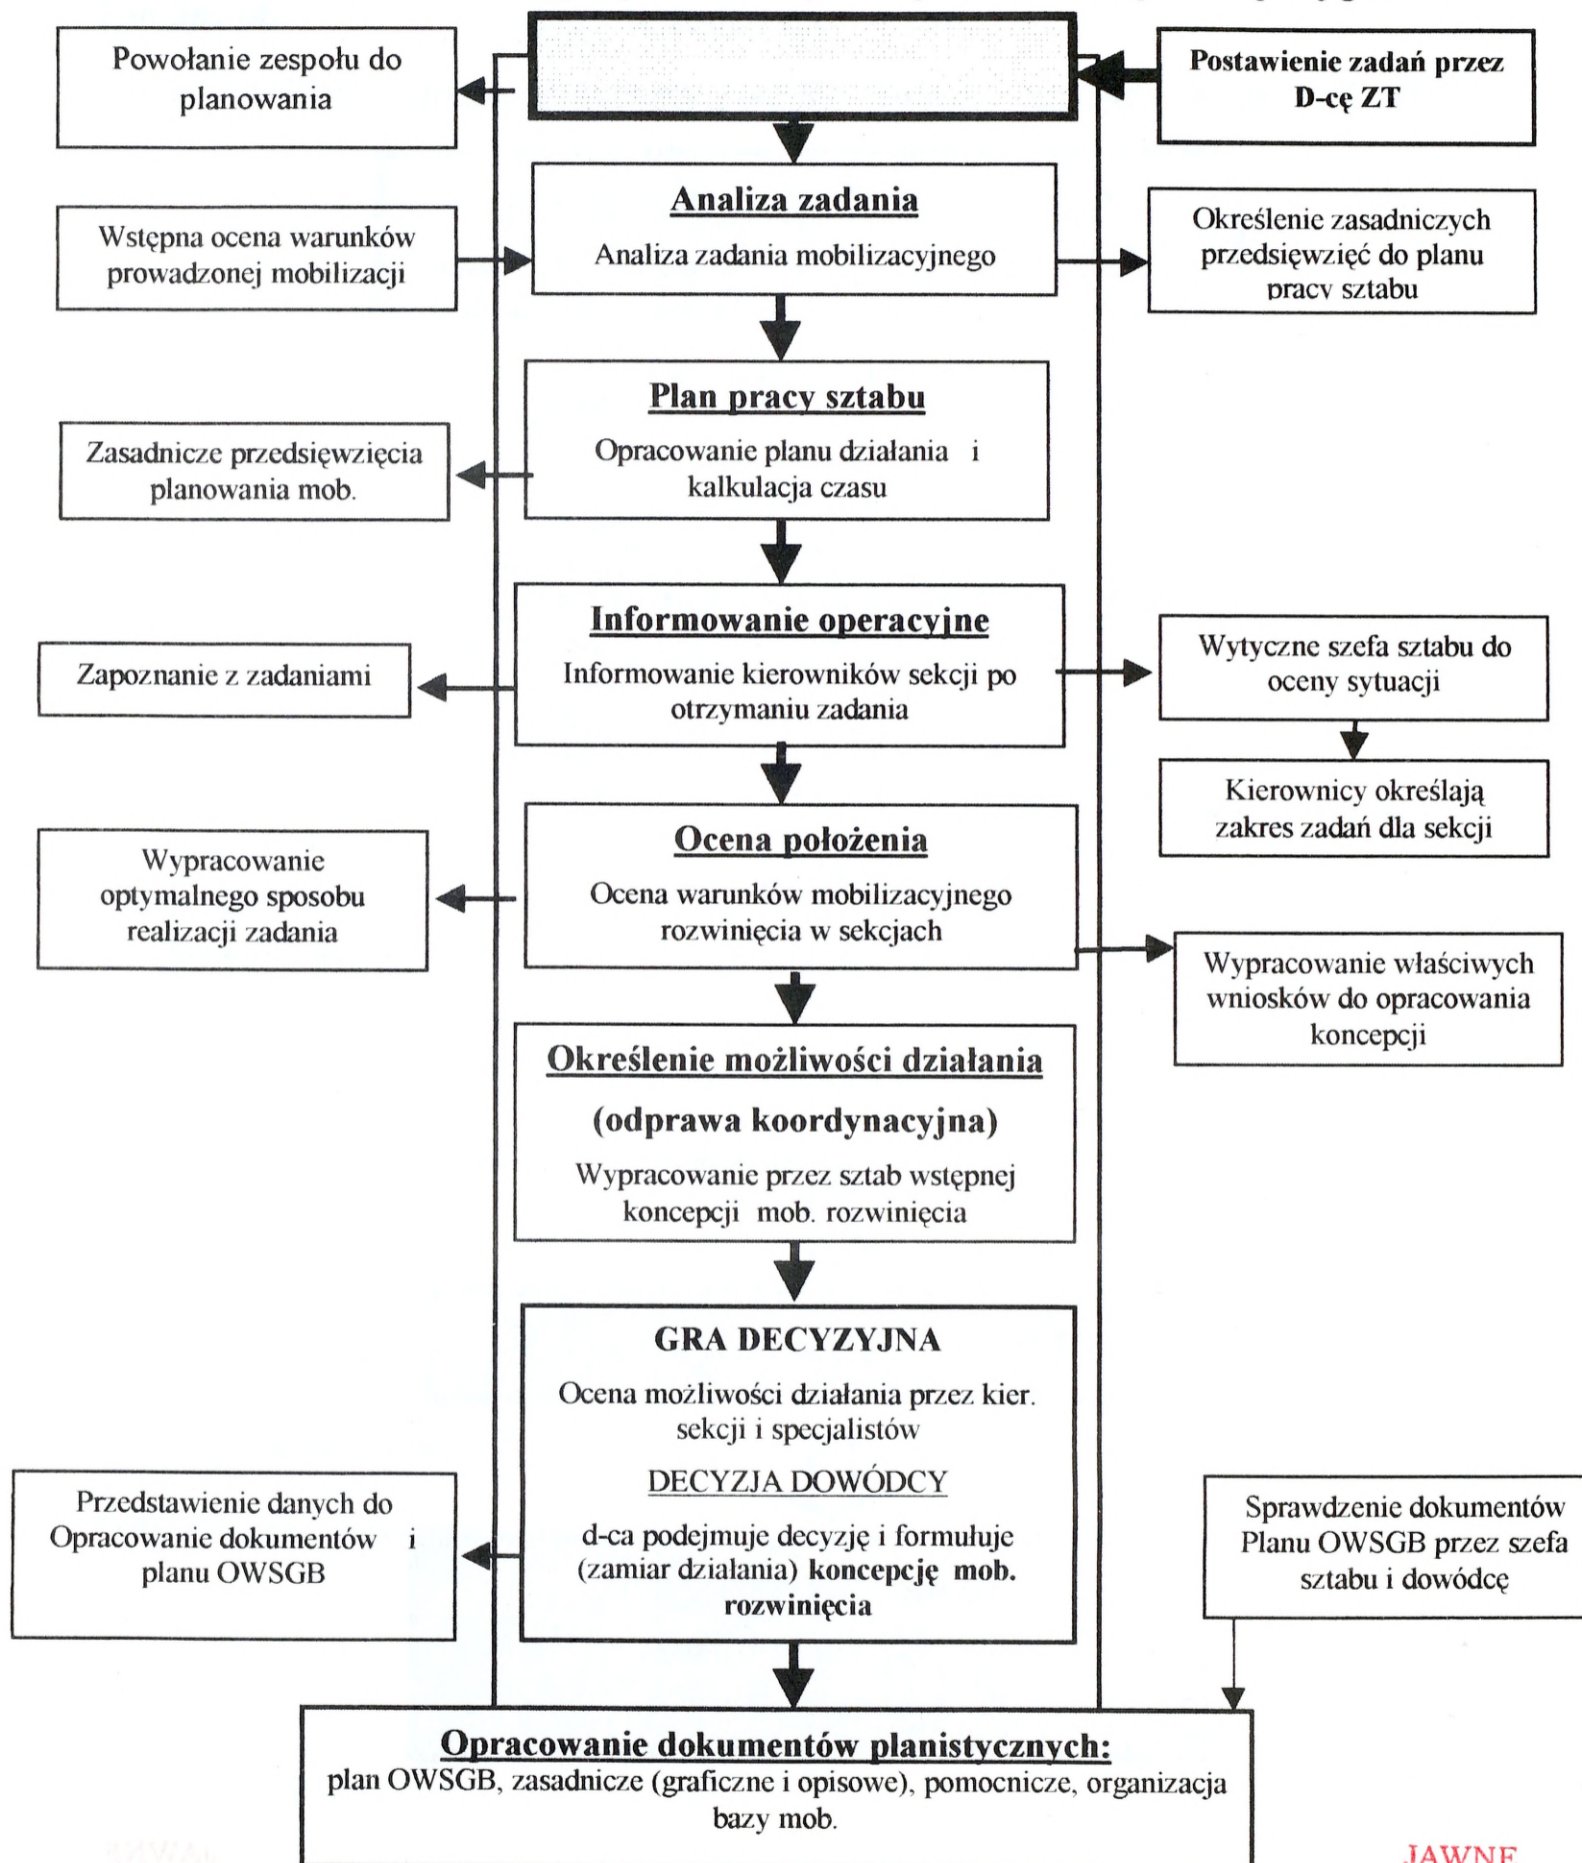 Powołanie zespołu do
planowania
Postawienie zadań przez
D-cę ZT
Analiza zadania
Analiza zadania mobilizacyjnego
Wstępna ocena warunków
prowadzonej mobilizacji
Określenie zasadniczych
przedsięwzięć do planu
pracy sztabu
Plan pracy sztabu
Opracowanie planu działania i
kalkulacja czasu
Zasadnicze przedsięwzięcia
planowania mob.
Informowanie operacyjne
Informowanie kierowników sekcji po
otrzymaniu zadania
Zapoznanie z zadaniami
Wytyczne szefa sztabu do
oceny sytuacji
Kierownicy określają
zakres zadań dla sekcji
Ocena położenia
Ocena warunków mobilizacyjnego
rozwinięcia w sekcjach
Wypracowanie
optymalnego sposobu
realizacji zadania
Wypracowanie właściwych
wniosków do opracowania
koncepcji
Określenie możliwości działania
(odprawa koordynacyjna)
Wypracowanie przez sztab wstępnej
koncepcji mob. rozwinięcia
GRA DECYZYJNA
Ocena możliwości działania przez kier.
sekcji i specjalistów
DECYZJA DOWÓDCY
d-ca podejmuje decyzję i formułuje
(zamiar działania) koncepcję mob.
rozwinięcia
Przedstawienie danych do
Opracowanie dokumentów i
planu OWSGB
Sprawdzenie dokumentów
Planu OWSGB przez szefa
sztabu i dowódcę
Opracowanie dokumentów planistycznych:
plan OWSGB, zasadnicze (graficzne i opisowe), pomocnicze, organizacja
bazy mob.
JAWNE